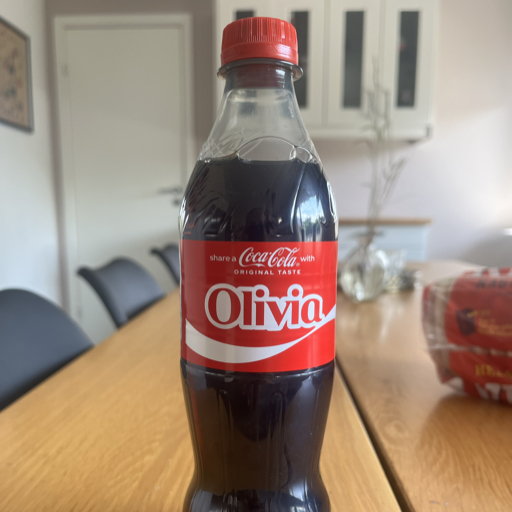 share a Coca-Cola with
ORIGINAL TASTE
Olivia